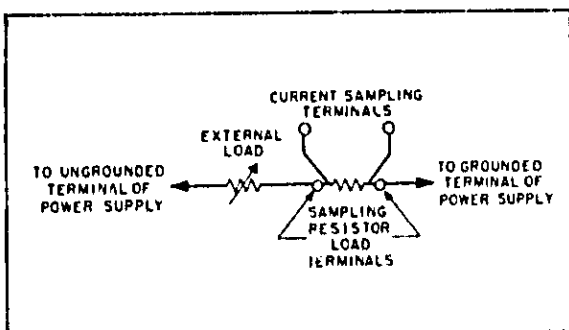 CURRENT SAMPLING
TERMINALS
EXTERNAL
LOAD
TO UNGROUNDED
TERMINAL OF
POWER SUPPLY
TO GROUNDED
TERMINAL OF
POWER SUPPLY
SAMPLING
RESISTOR
LOAD
TERMINALS